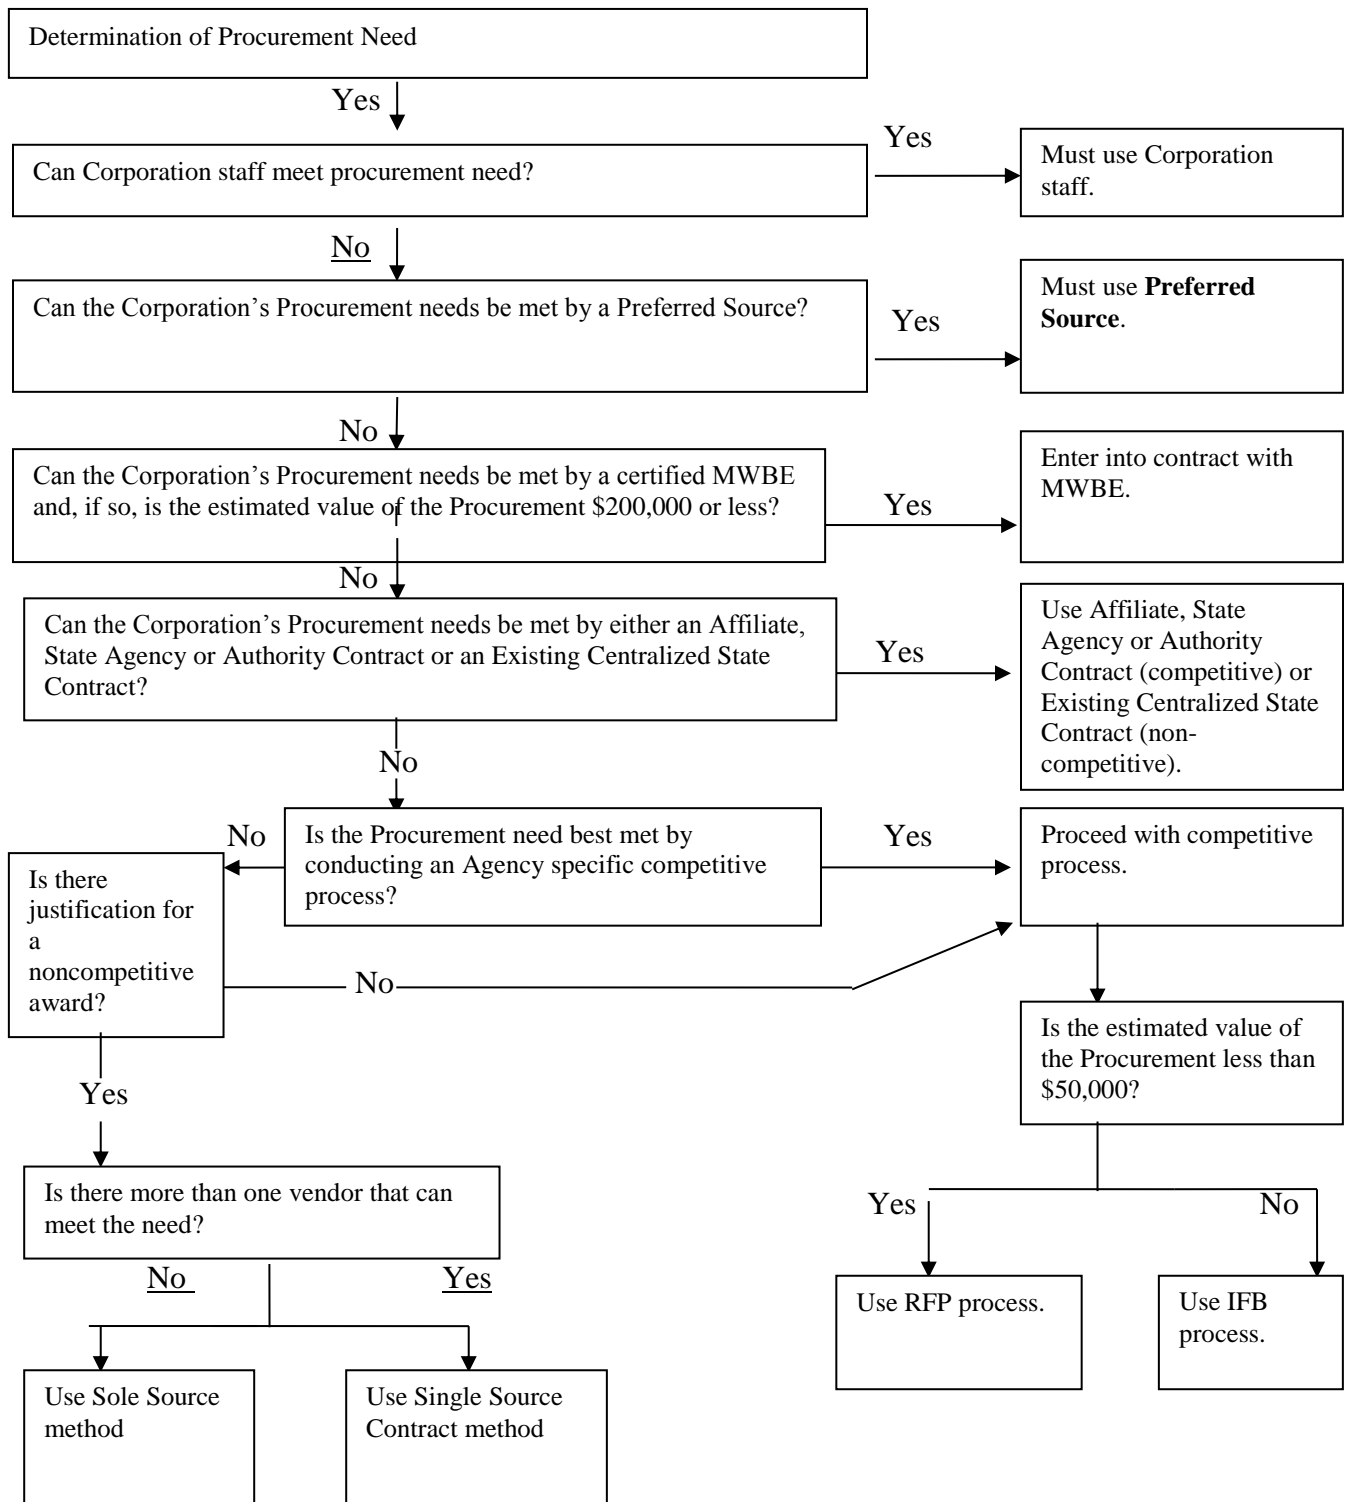 Determination of Procurement Need
Yes
Can Corporation staff meet procurement need?
Yes
Must use Corporation
staff.
No
Can the Corporation’s Procurement needs be met by a Preferred Source?
Yes
Must use Preferred
Source.
No
Can the Corporation’s Procurement needs be met by a certified MWBE
and, if so, is the estimated value of the Procurement $200,000 or less?
Yes
Enter into contract with
MWBE.
No
Can the Corporation’s Procurement needs be met by either an Affiliate,
State Agency or Authority Contract or an Existing Centralized State
Contract?
Yes
Use Affiliate, State
Agency or Authority
Contract (competitive) or
Existing Centralized State
Contract (non-
competitive).
No
Is the Procurement need best met by
conducting an Agency specific competitive
process?
Yes
Proceed with competitive
process.
No
Is there
justification for
a
noncompetitive
award?
No
Is the estimated value of
the Procurement less than
$50,000?
Yes
Is there more than one vendor that can
meet the need?
Yes
No
No
Yes
Use RFP process.
Use IFB
process.
Use Sole Source
method
Use Single Source
Contract method